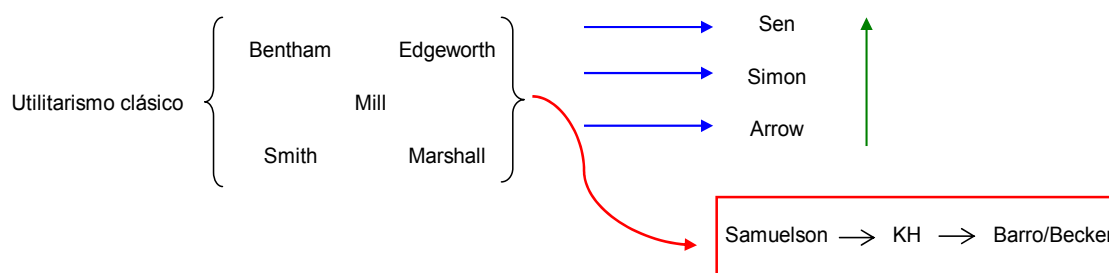 Sen
Bentham Edgeworth
Simon
Utilitarismo clásico Mill
Arrow
Smith Marshall
Samuelson KH Barro/Becker